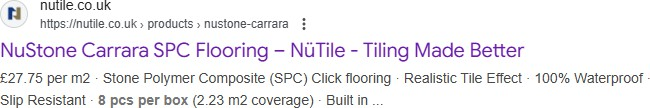 nutile.co.uk
https://nutile.co.uk › products › nustone-carrara
NuStone Carrara SPC Flooring – NüTile - Tiling Made Better
£27.75 per m2 · Stone Polymer Composite (SPC) Click flooring · Realistic Tile Effect · 100% Waterproof ·
Slip Resistant · 8 pcs per box (2.23 m2 coverage) · Built in ...